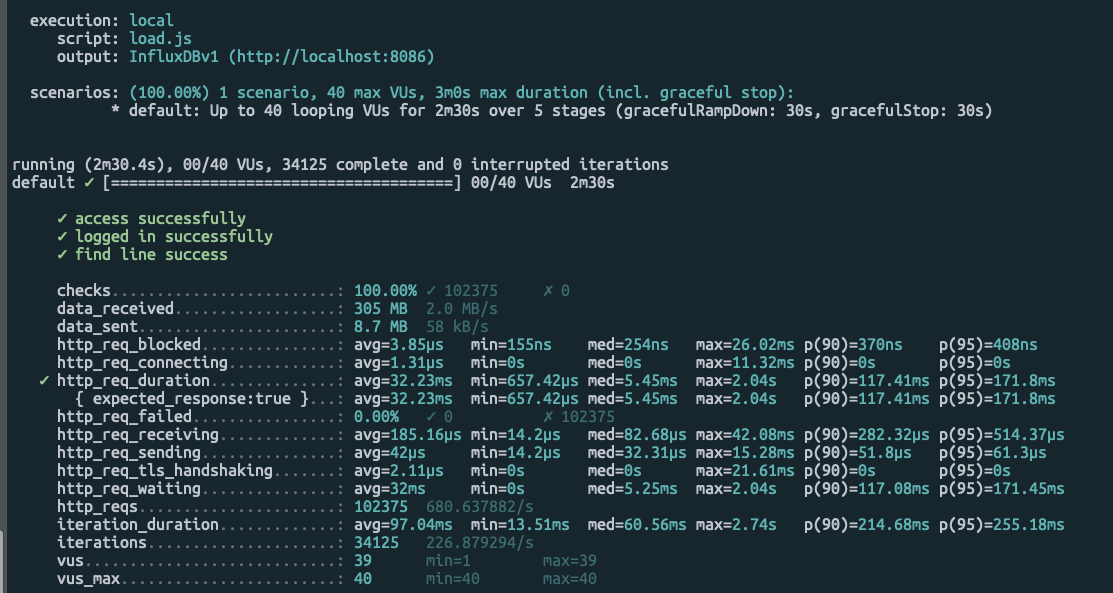 execution: local
script: load.js
output: InfluxDBv1 (http://localhost:8086)
scenarios: (100.00%) 1 scenario, 40 max VUs, 3m0s max duration (incl. graceful stop):
* default: Up to 40 looping VUs for 2m30s over 5 stages (gracefulRampDown: 30s, gracefulStop: 30s)
running (2m30.4s), 00/40 VUs, 34125 complete and 0 interrupted iterations
default ✓ [======================================] 00/40 VUs  2m30s
✓ access successfully
✓ logged in successfully
✓ find line success
checks.........................: 100.00% ✓ 102375     ✗ 0
data_received..................: 305 MB  2.0 MB/s
data_sent......................: 8.7 MB  58 kB/s
http_req_blocked...............: avg=3.85µs   min=155ns    med=254ns   max=26.02ms p(90)=370ns    p(95)=408ns
http_req_connecting............: avg=1.31µs   min=0s       med=0s      max=11.32ms p(90)=0s       p(95)=0s
✓ http_req_duration..............: avg=32.23ms  min=657.42µs med=5.45ms  max=2.04s   p(90)=117.41ms p(95)=171.8ms
{ expected_response:true }...: avg=32.23ms  min=657.42µs med=5.45ms  max=2.04s   p(90)=117.41ms p(95)=171.8ms
http_req_failed................: 0.00%   ✓ 0          ✗ 102375
http_req_receiving.............: avg=185.16µs min=14.2µs   med=82.68µs max=42.08ms p(90)=282.32µs p(95)=514.37µs
http_req_sending...............: avg=42µs     min=14.2µs   med=32.31µs max=15.28ms p(90)=51.8µs   p(95)=61.3µs
http_req_tls_handshaking.......: avg=2.11µs   min=0s       med=0s      max=21.61ms p(90)=0s       p(95)=0s
http_req_waiting...............: avg=32ms     min=0s       med=5.25ms  max=2.04s   p(90)=117.08ms p(95)=171.45ms
http_reqs......................: 102375  680.637882/s
iteration_duration.............: avg=97.04ms  min=13.51ms  med=60.56ms max=2.74s   p(90)=214.68ms p(95)=255.18ms
iterations.....................: 34125   226.879294/s
vus............................: 39      min=1        max=39
vus_max........................: 40      min=40       max=40